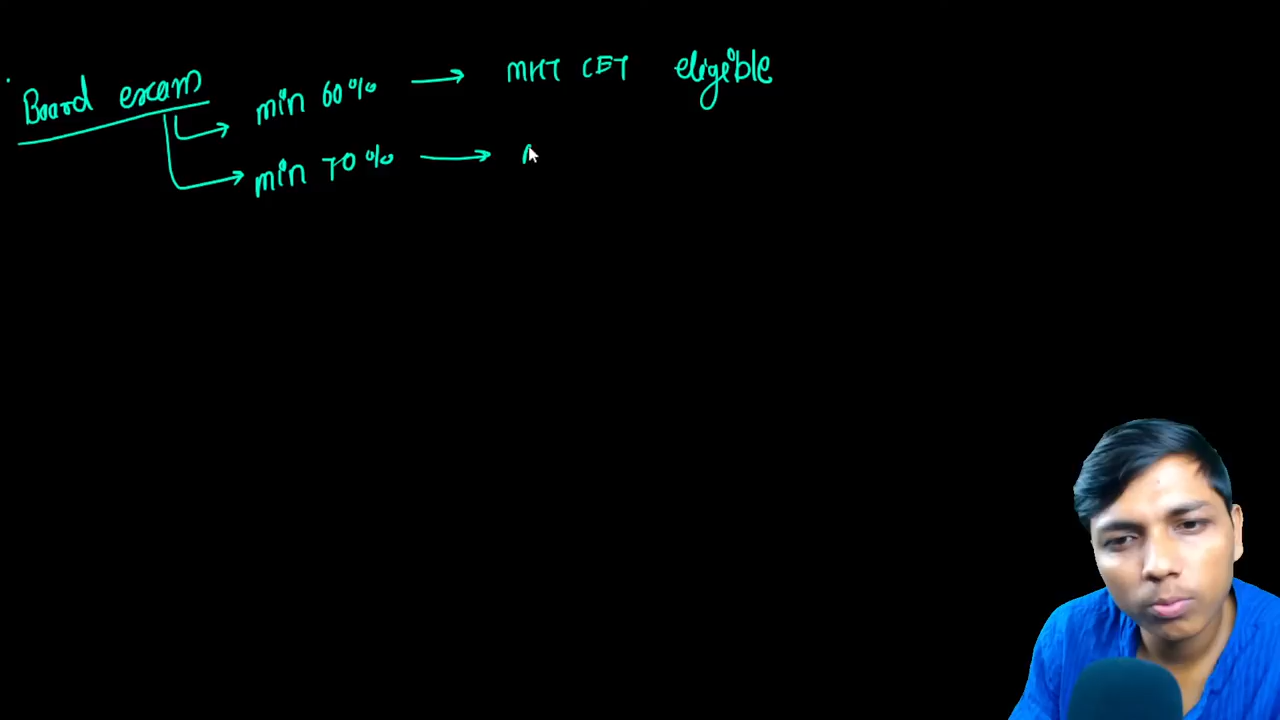 Board exam
min 60% → MHT CET eligible
min 70% →